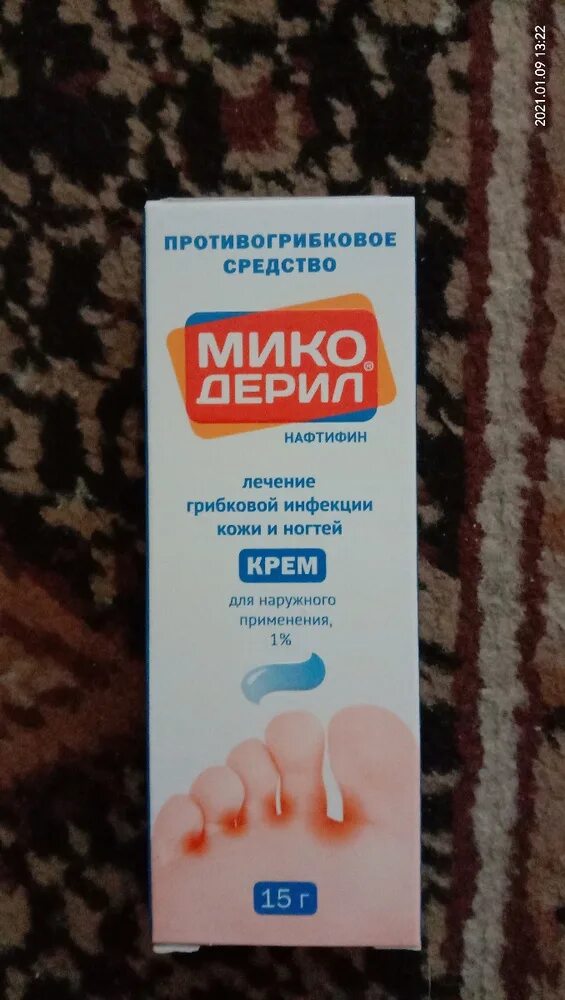 2021.01.09 13:22
ПРОТИВОГРИБКОВОЕ
СРЕДСТВО
МИКО
ДЕРИЛ®
НАФТИФИН
лечение
грибковой инфекции
кожи и ногтей
КРЕМ
для наружного
применения,
1%
15 г